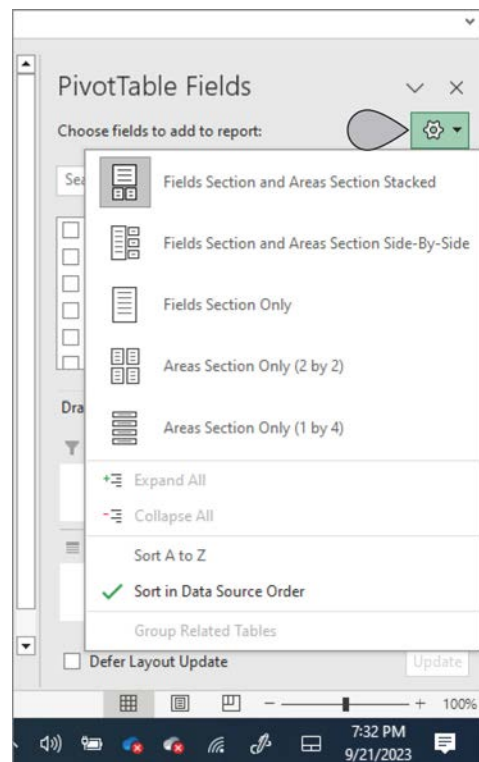 PivotTable Fields
Choose fields to add to report:
Fields Section and Areas Section Stacked
Fields Section and Areas Section Side-By-Side
Fields Section Only
Areas Section Only (2 by 2)
Areas Section Only (1 by 4)
Expand All
Collapse All
Sort A to Z
Sort in Data Source Order
Group Related Tables
Defer Layout Update
Update
100%
7:32 PM
9/21/2023